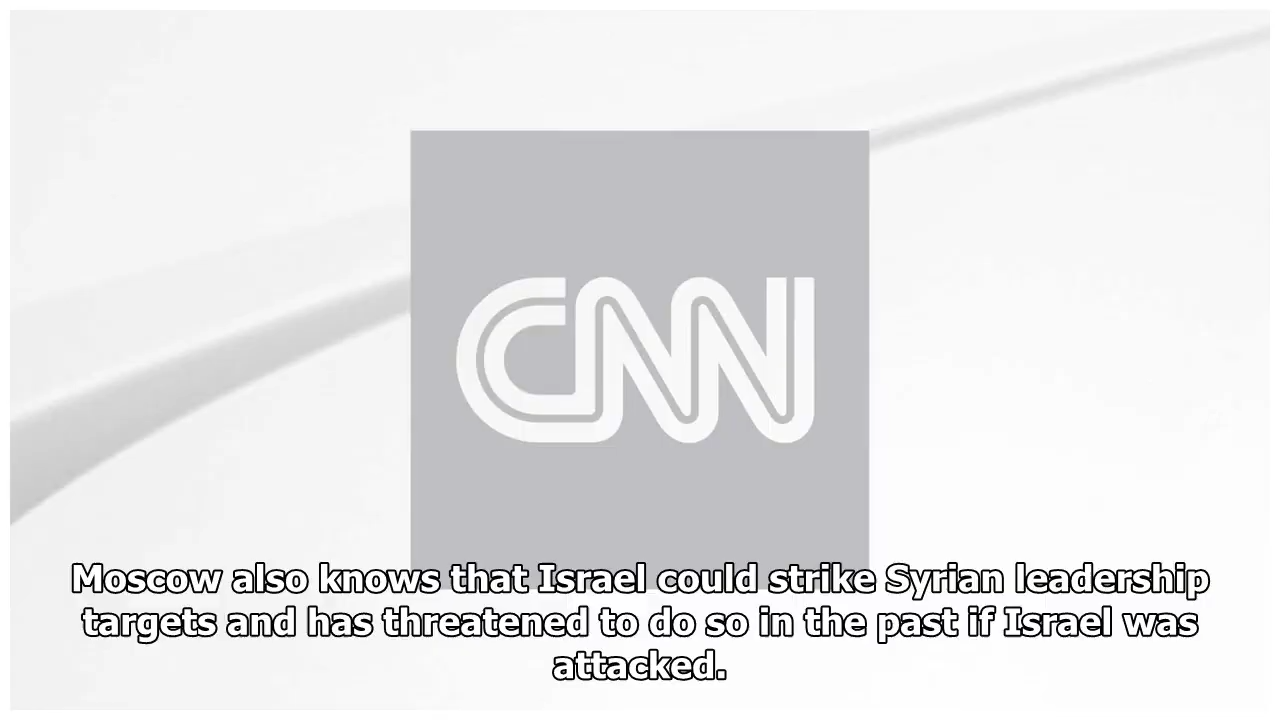 CNN
Moscow also knows that Israel could strike Syrian leadership
targets and has threatened to do so in the past if Israel was
attacked.